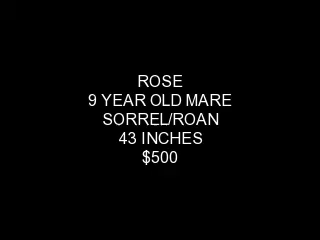 ROSE
9 YEAR OLD MARE
SORREL/ROAN
43 INCHES
$500